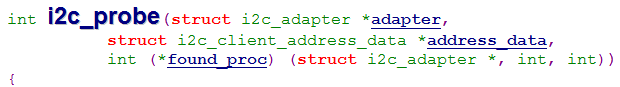 int i2c_probe(struct i2c_adapter *adapter,
struct i2c_client_address_data *address_data,
int (*found_proc) (struct i2c_adapter *, int, int))
{